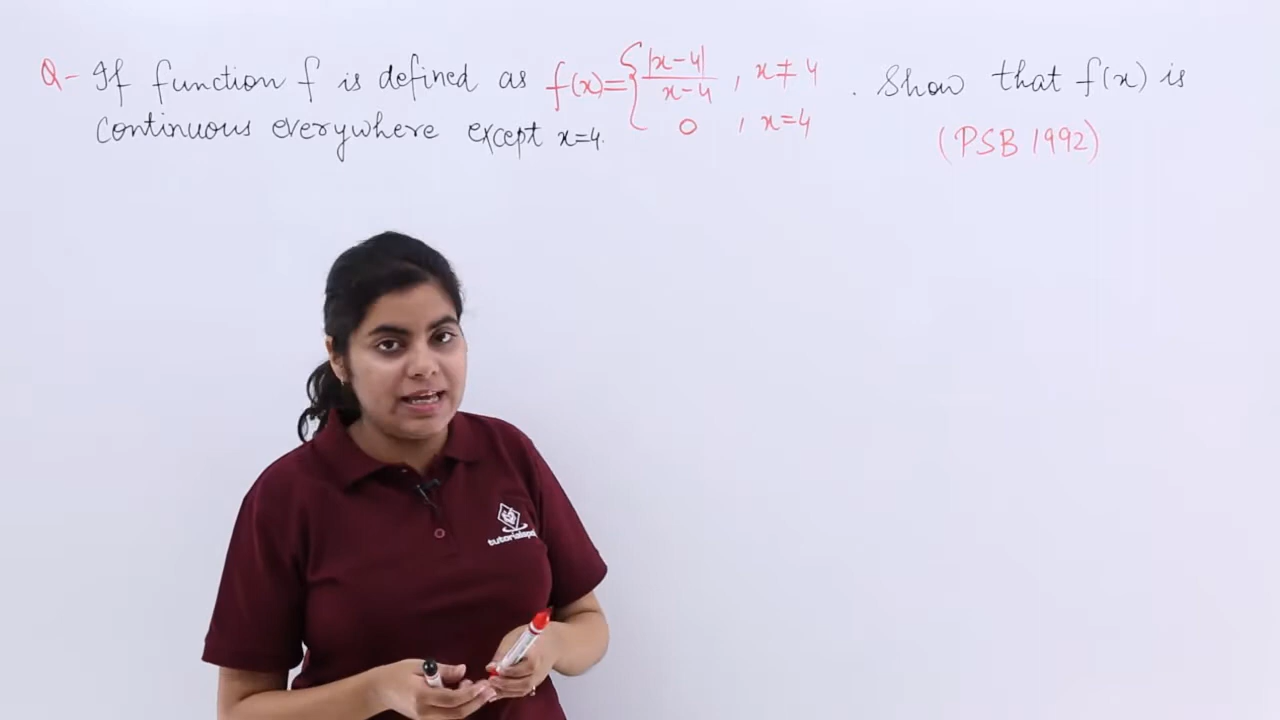 Q- If function f is defined as f(x)={ |x-4| / x-4 , x≠4 . Show that f(x) is
0 , x=4
continuous everywhere except x=4.
(PSB 1992)